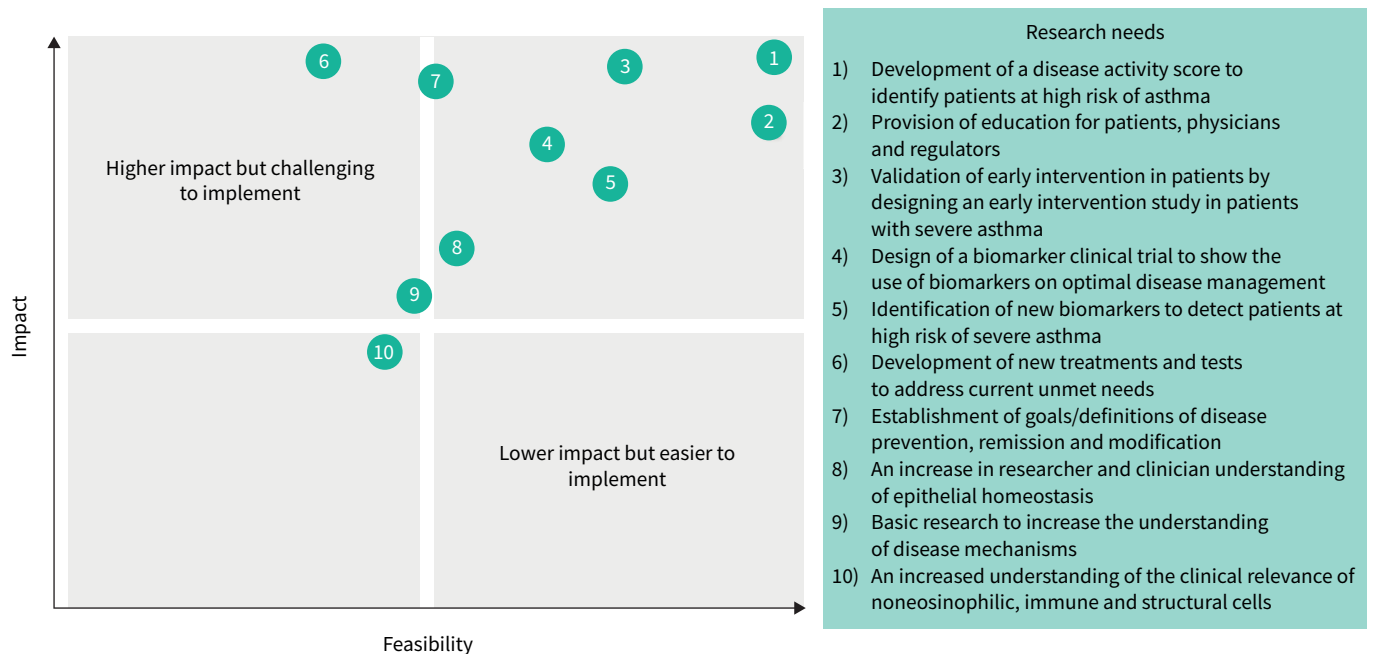 Impact
6
7
3
1
2
4
5
8
9
10
Higher impact but challenging
to implement
Lower impact but easier to
implement
Feasibility
Research needs
1) Development of a disease activity score to
identify patients at high risk of asthma
2) Provision of education for patients, physicians
and regulators
3) Validation of early intervention in patients by
designing an early intervention study in patients
with severe asthma
4) Design of a biomarker clinical trial to show the
use of biomarkers on optimal disease management
5) Identification of new biomarkers to detect patients at
high risk of severe asthma
6) Development of new treatments and tests
to address current unmet needs
7) Establishment of goals/definitions of disease
prevention, remission and modification
8) An increase in researcher and clinician understanding
of epithelial homeostasis
9) Basic research to increase the understanding
of disease mechanisms
10) An increased understanding of the clinical relevance of
noneosinophilic, immune and structural cells